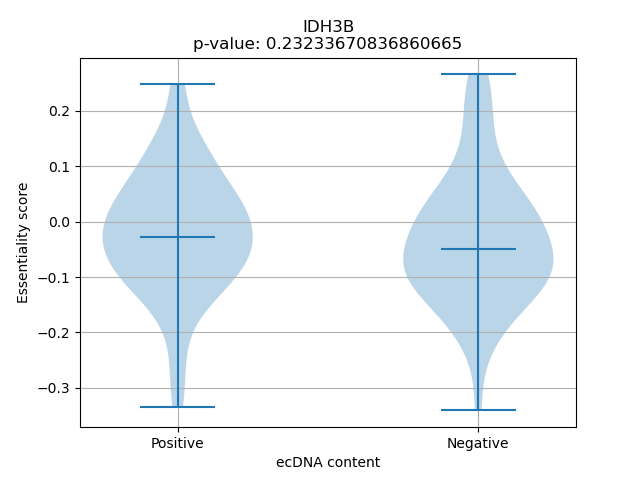 IDH3B
p-value: 0.23233670836860665
Essentiality score
0.2
0.1
0.0
−0.1
−0.2
−0.3
Positive
Negative
ecDNA content